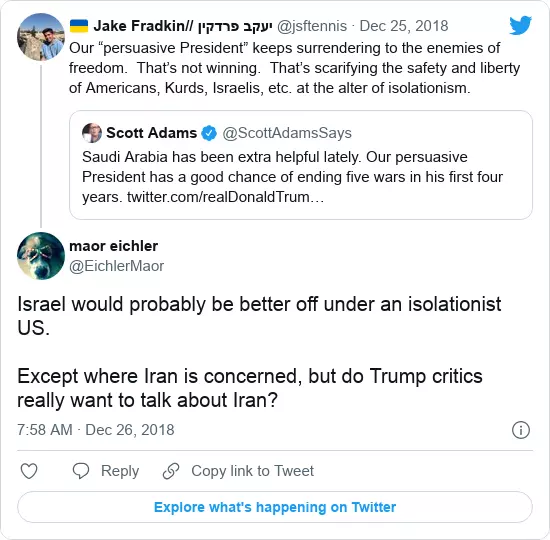 Jake Fradkin// יעקב פרדקין @jsftennis · Dec 25, 2018
Our “persuasive President” keeps surrendering to the enemies of
freedom.  That’s not winning.  That’s scarifying the safety and liberty
of Americans, Kurds, Israelis, etc. at the alter of isolationism.
Scott Adams @ScottAdamsSays
Saudi Arabia has been extra helpful lately. Our persuasive
President has a good chance of ending five wars in his first four
years. twitter.com/realDonaldTrum…
maor eichler
@EichlerMaor
Israel would probably be better off under an isolationist
US.
Except where Iran is concerned, but do Trump critics
really want to talk about Iran?
7:58 AM · Dec 26, 2018
Reply
Copy link to Tweet
Explore what's happening on Twitter